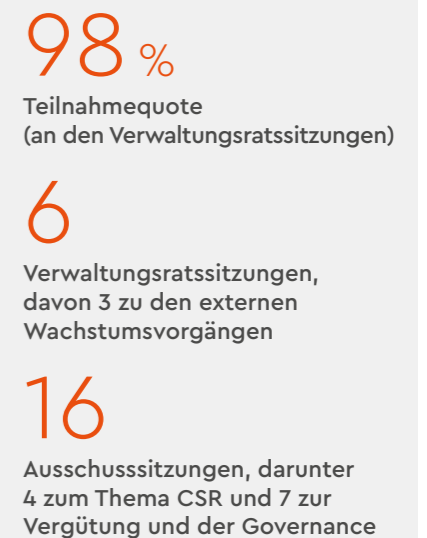 98 %
Teilnahmequote
(an den Verwaltungsratssitzungen)
6
Verwaltungsratssitzungen,
davon 3 zu den externen
Wachstumsvorgängen
16
Ausschusssitzungen, darunter
4 zum Thema CSR und 7 zur
Vergütung und der Governance